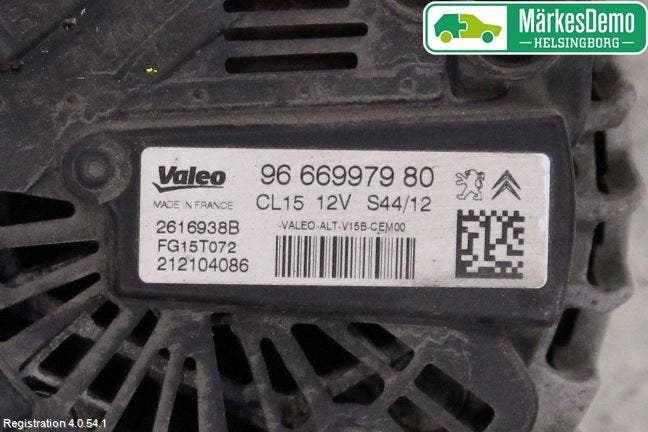 MärkesDemo
HELSINGBORG
Valeo
96 669979 80
MADE IN FRANCE
CL15 12V S44/12
2616938B
-VALEO-ALT-V15B-CEM00
FG15T072
212104086
Registration 4.0.54.1